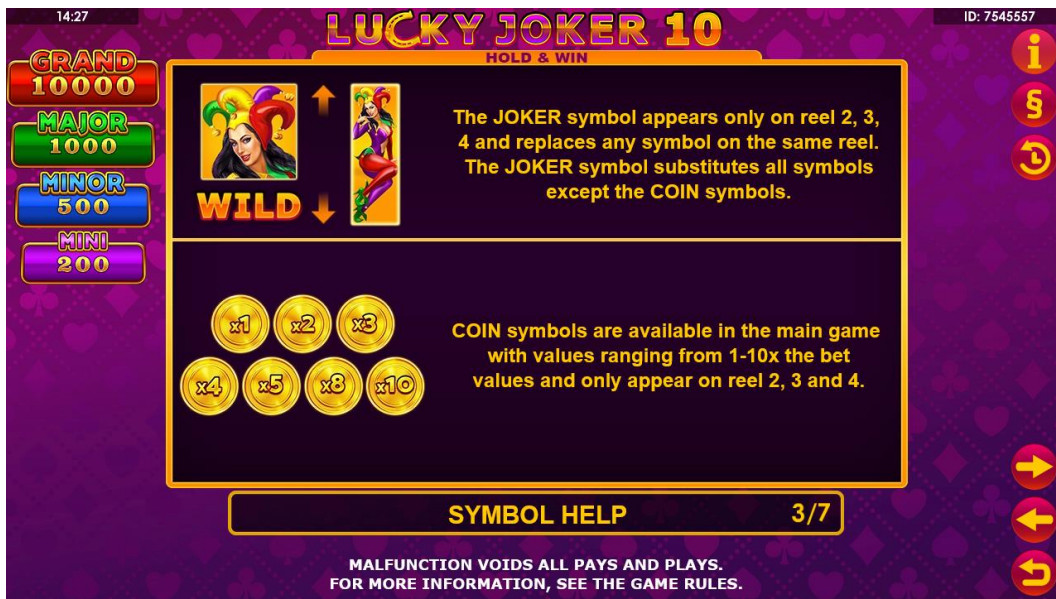 14:27
LUCKY JOKER 10
ID: 7545557
HOLD & WIN
GRAND
10000
MAJOR
1000
MINOR
500
MINI
200
i
§
WILD
The JOKER symbol appears only on reel 2, 3,
4 and replaces any symbol on the same reel.
The JOKER symbol substitutes all symbols
except the COIN symbols.
x1 x2 x3
x4 x5 x8 x10
COIN symbols are available in the main game
with values ranging from 1-10x the bet
values and only appear on reel 2, 3 and 4.
SYMBOL HELP 3/7
MALFUNCTION VOIDS ALL PAYS AND PLAYS.
FOR MORE INFORMATION, SEE THE GAME RULES.